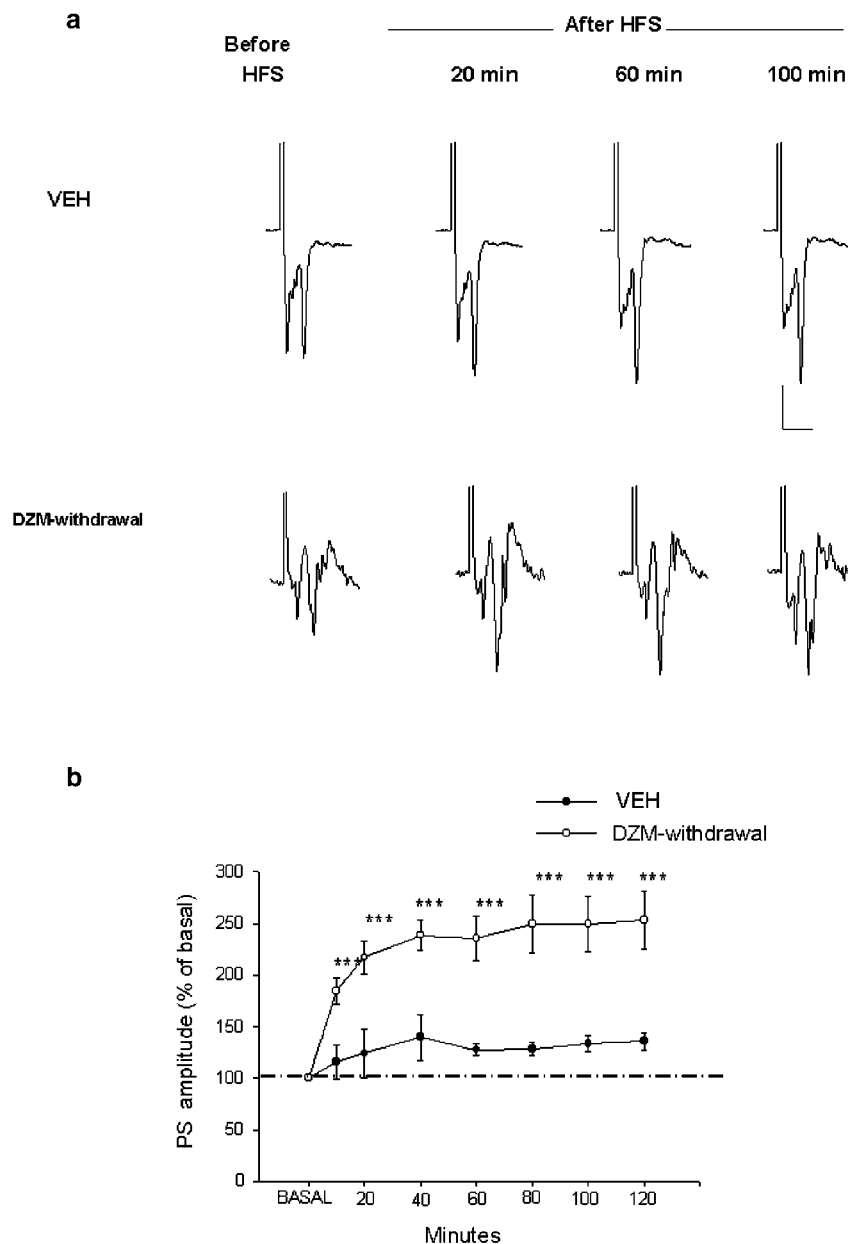 a
After HFS
Before
HFS
20 min
60 min
100 min
VEH
DZM-withdrawal
b
VEH
DZM-withdrawal
PS amplitude (% of basal)
300
250
200
150
100
50
0
*** *** *** *** *** *** ***
BASAL 20 40 60 80 100 120
Minutes